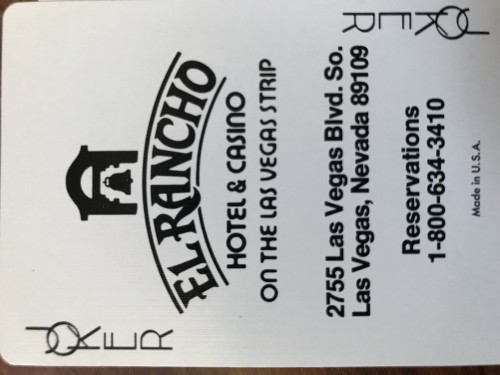 JOKER
EL RANCHO
HOTEL & CASINO
ON THE LAS VEGAS STRIP
2755 Las Vegas Blvd. So.
Las Vegas, Nevada 89109
Reservations
1-800-634-3410
Made in U.S.A.
JOKER